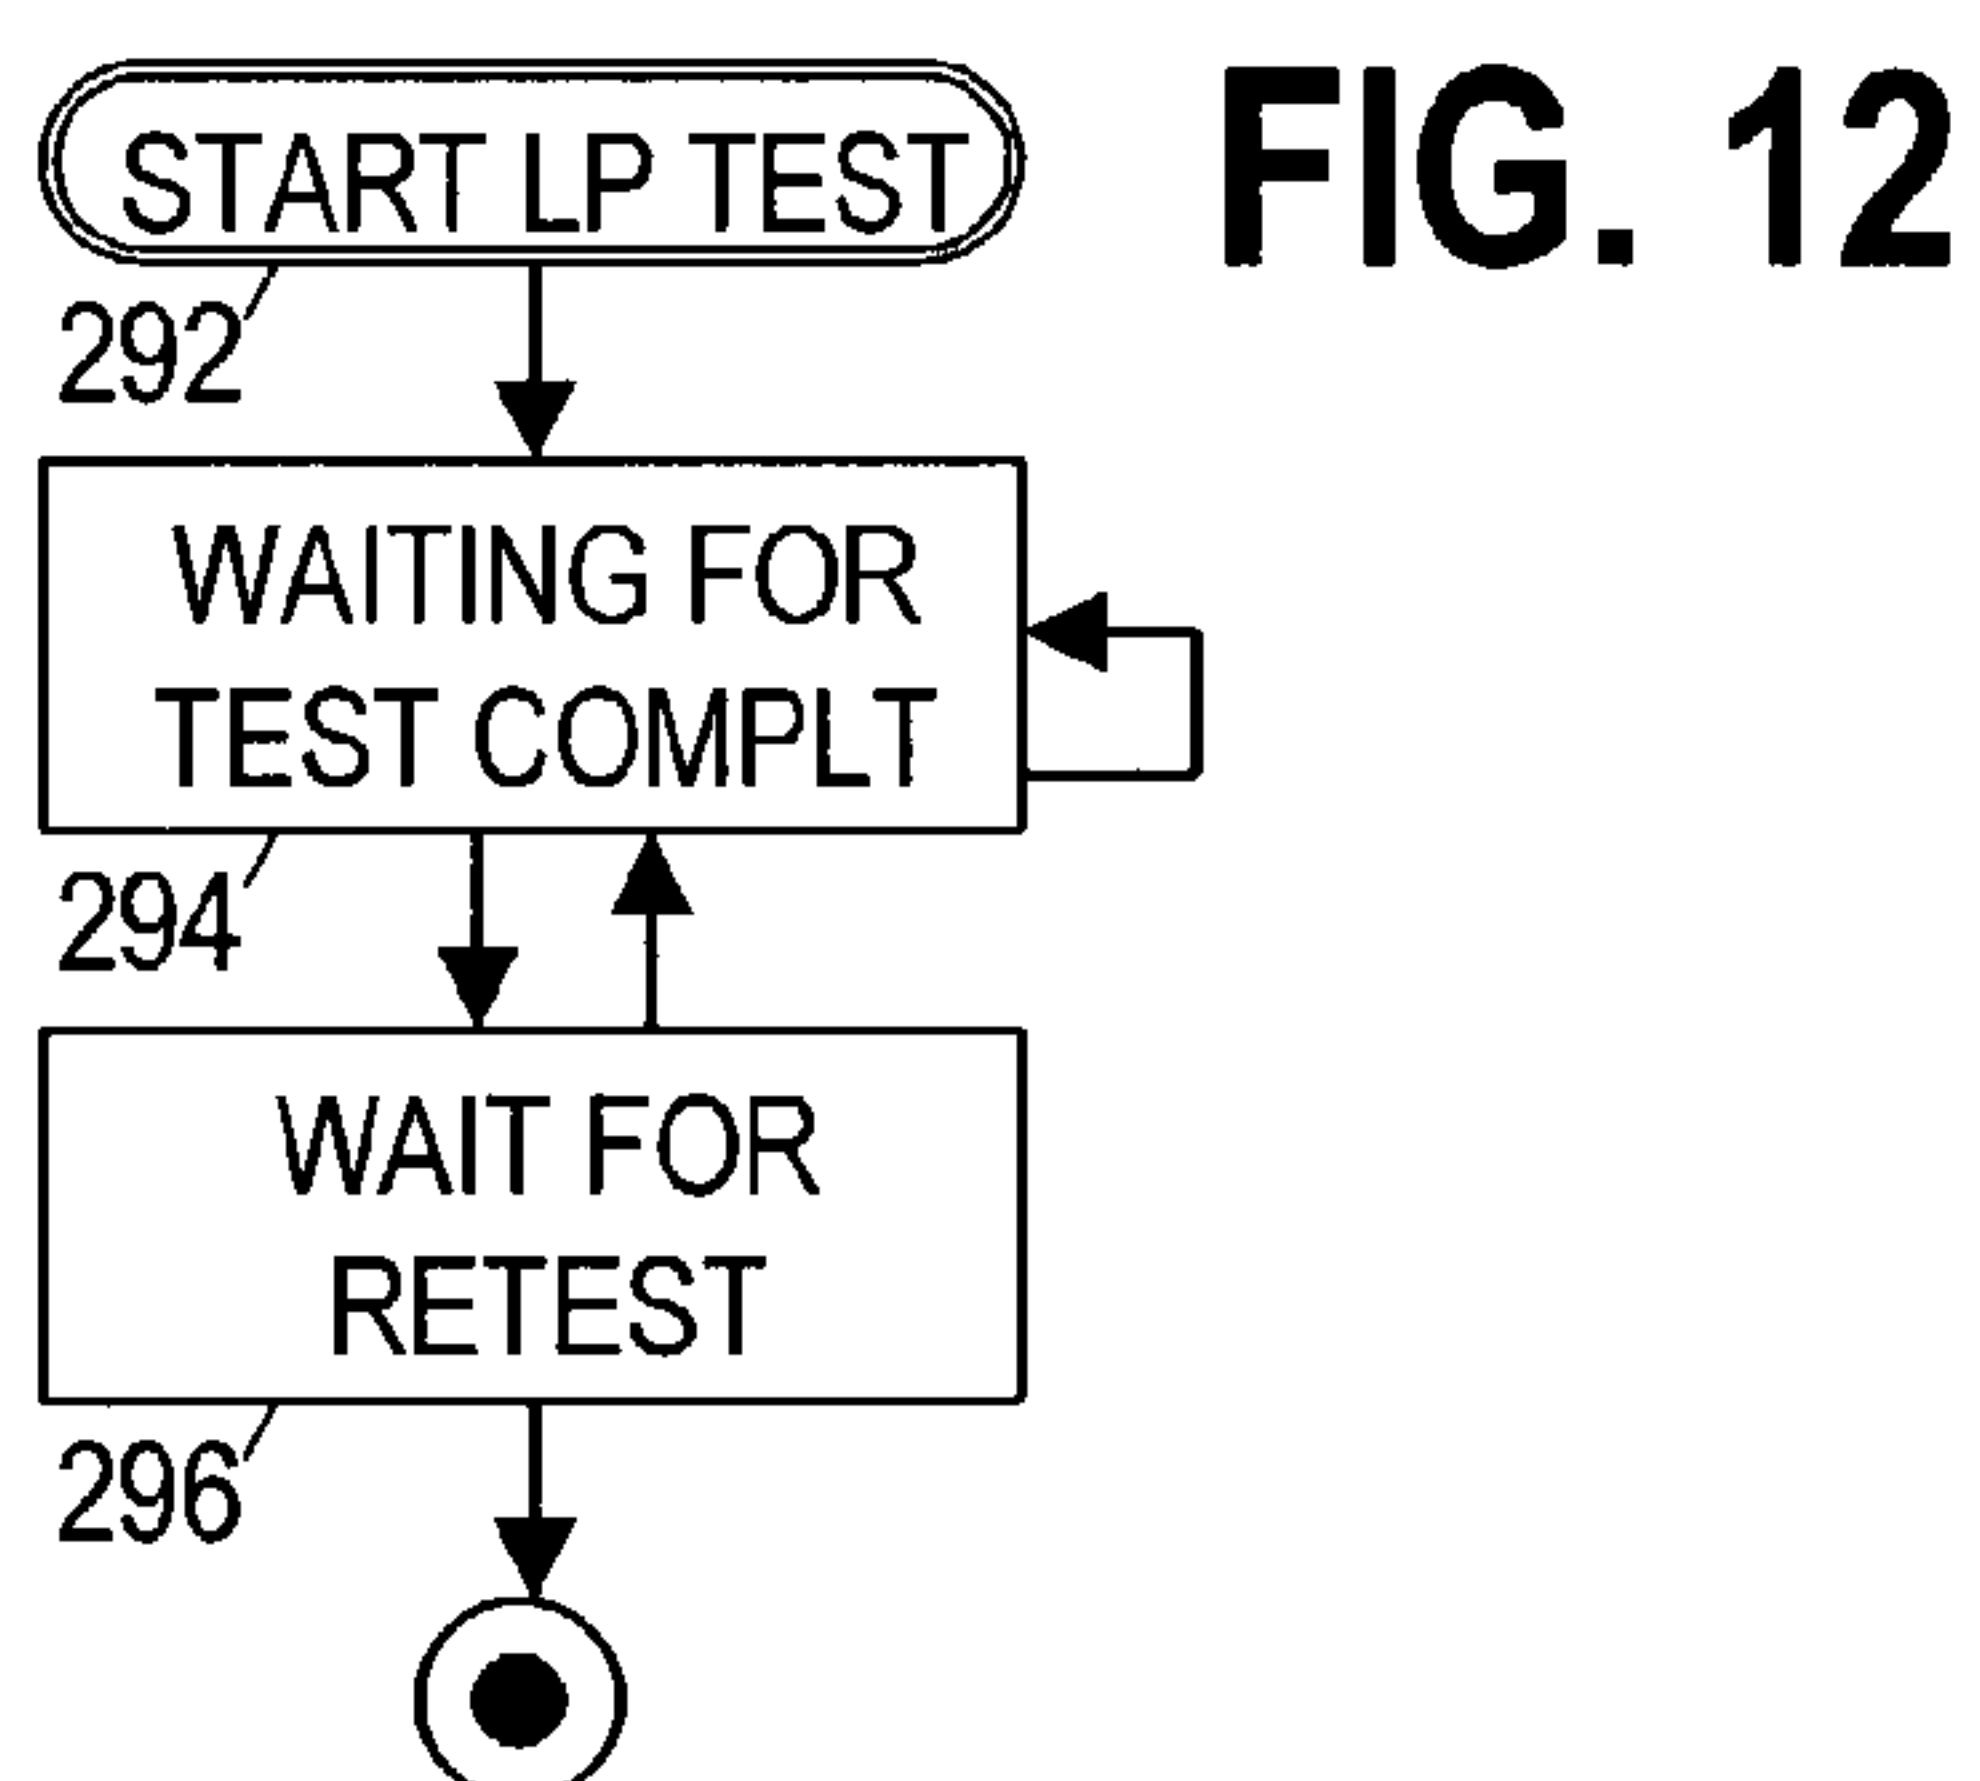 START LP TEST
FIG. 12
292
WAITING FOR
TEST COMPLT
294
WAIT FOR
RETEST
296